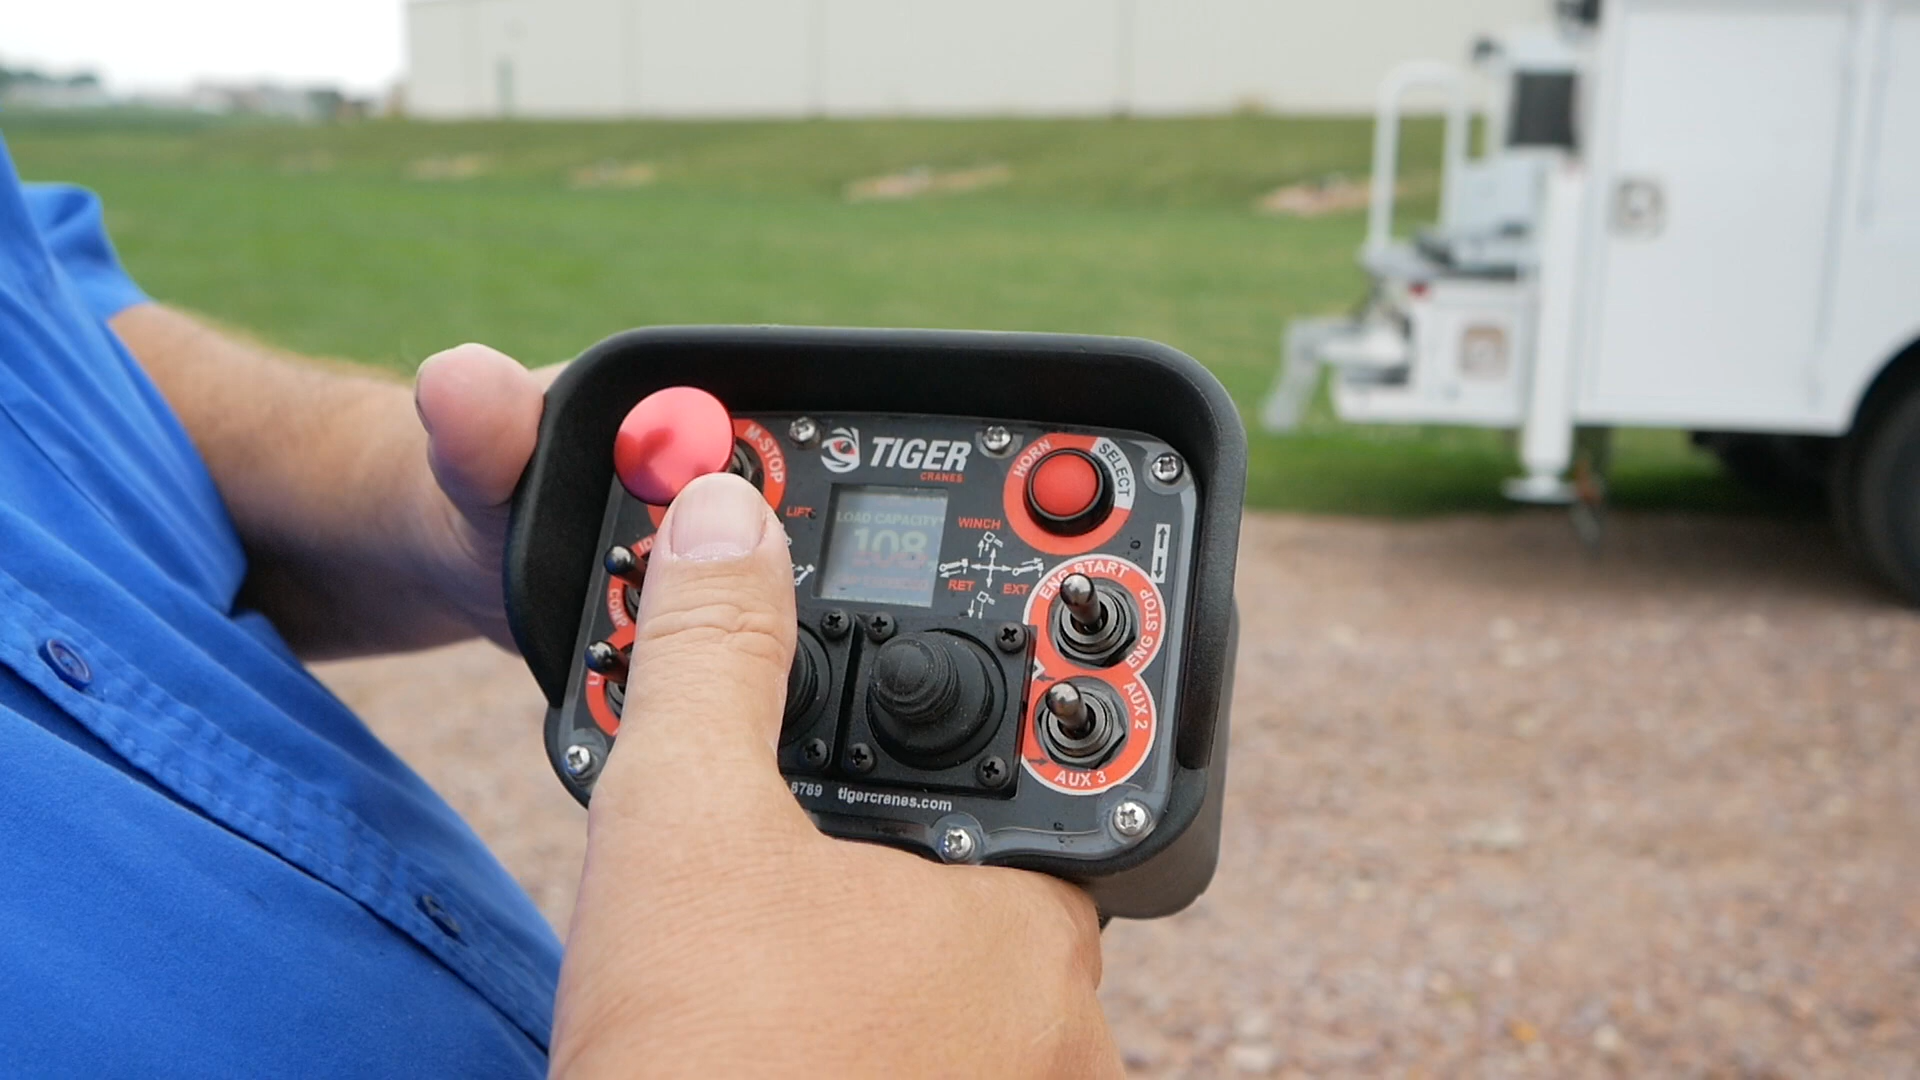 M-STOP
TIGER
CRANES
HORN
SELECT
LIFT
LOAD CAPACITY
108
WINCH
RET
EXT
COMP
ENG START
ENG STOP
AUX 2
AUX 3
8789 tigercranes.com